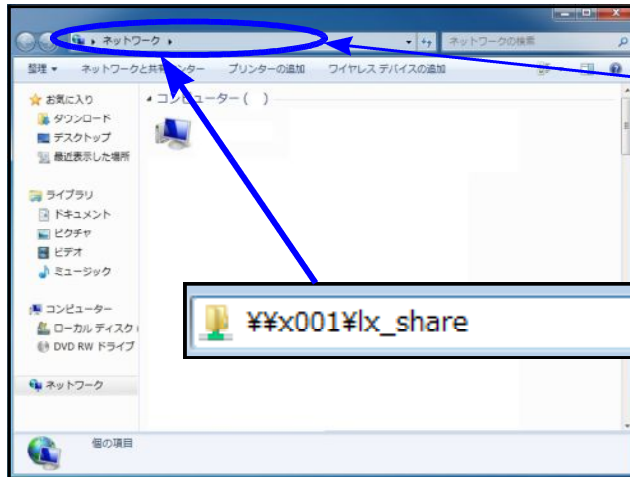 ネットワーク
ネットワークの検索
整理 ネットワークと共有センター プリンターの追加 ワイヤレス デバイスの追加
お気に入り
ダウンロード
デスクトップ
最近表示した場所
ライブラリ
ドキュメント
ピクチャ
ビデオ
ミュージック
コンピューター
ローカル ディスク (
DVD RW ドライブ
ネットワーク
コンピューター ( )
¥¥x001¥lx_share
個の項目